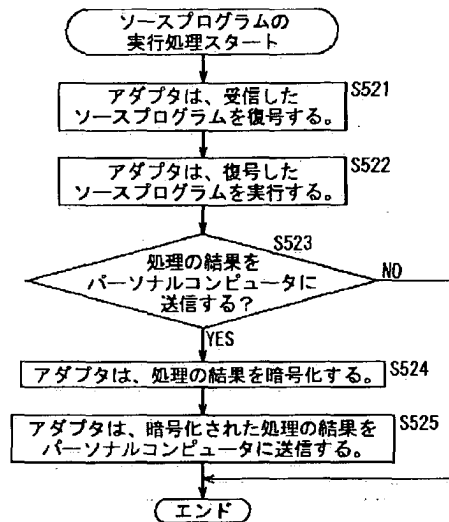 ソースプログラムの
実行処理スタート
アダプタは、受信した
ソースプログラムを復号する。
S521
アダプタは、復号した
ソースプログラムを実行する。
S522
S523
処理の結果を
パーソナルコンピュータに
送信する?
NO
YES
アダプタは、処理の結果を暗号化する。
S524
アダプタは、暗号化された処理の結果を
パーソナルコンピュータに送信する。
S525
エンド